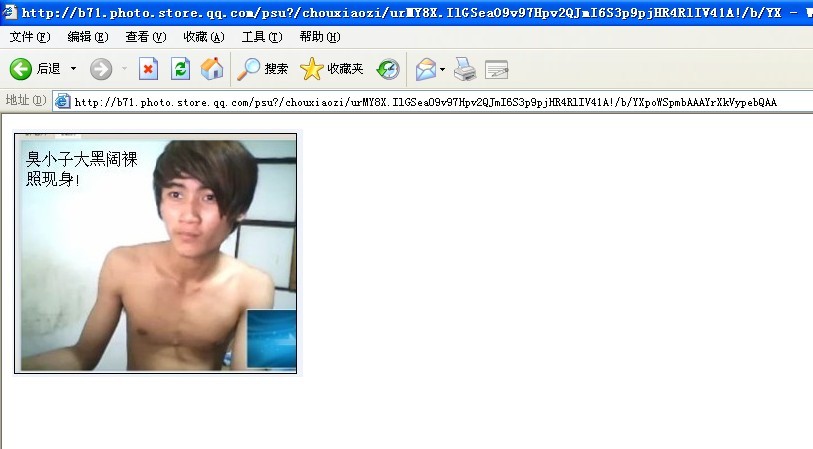 http://b71.photo.store.qq.com/psu?/chouxiaozi/urMY8X.IlGSeaO9v97Hpv2QJmI6S3p9pjHR4RlIV41A!/b/YX - W
文件(F) 编辑(E) 查看(V) 收藏(A) 工具(T) 帮助(H)
后退 搜索 收藏夹
地址(D) http://b71.photo.store.qq.com/psu?/chouxiaozi/urMY8X.IlGSeaO9v97Hpv2QJmI6S3p9pjHR4RlIV41A!/b/YXpoWSpmbAAAYrXkVypebQAA
臭小子大黑阔裸
照现身!